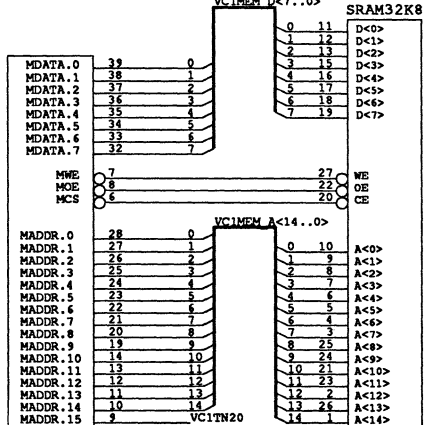 VC1MEM D<7..0>
SRAM32K8
0 11 D<0>
1 12 D<1>
2 13 D<2>
3 15 D<3>
4 16 D<4>
5 17 D<5>
6 18 D<6>
7 19 D<7>
MDATA.0 39 0
MDATA.1 38 1
MDATA.2 37 2
MDATA.3 36 3
MDATA.4 35 4
MDATA.5 34 5
MDATA.6 33 6
MDATA.7 32 7
MWE 7 27 WE
MOE 8 22 OE
MCS 6 20 CE
VC1MEM A<14..0>
MADDR.0 28 0
MADDR.1 27 1
MADDR.2 26 2
MADDR.3 25 3
MADDR.4 24 4
MADDR.5 23 5
MADDR.6 22 6
MADDR.7 21 7
MADDR.8 20 8
MADDR.9 19 9
MADDR.10 14 10
MADDR.11 13 11
MADDR.12 12 12
MADDR.13 11 13
MADDR.14 10 14
MADDR.15 9
VC1TN20
0 10 A<0>
1 9 A<1>
2 8 A<2>
3 7 A<3>
4 6 A<4>
5 5 A<5>
6 4 A<6>
7 3 A<7>
8 25 A<8>
9 24 A<9>
10 21 A<10>
11 23 A<11>
12 2 A<12>
13 26 A<13>
14 1 A<14>